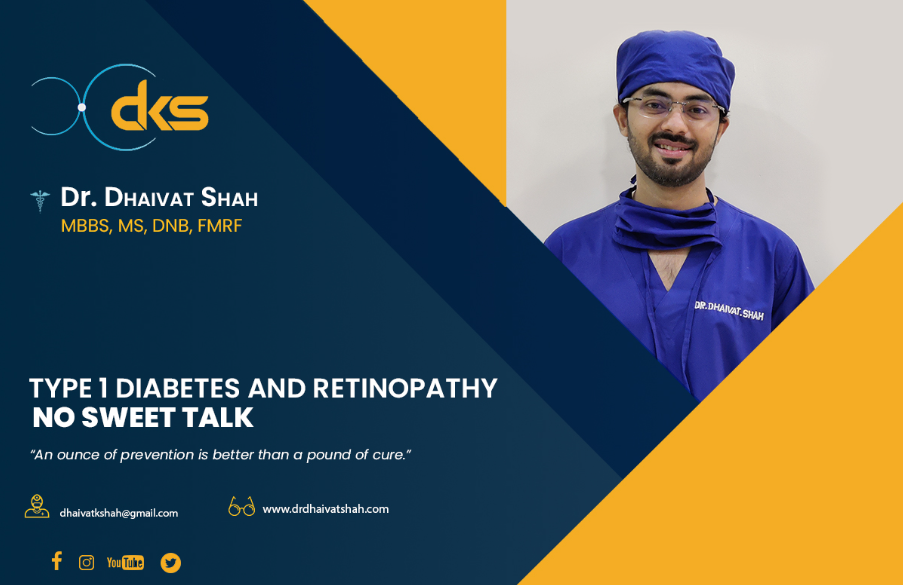 dks
Dr. Dhaivat Shah
MBBS, MS, DNB, FMRF
DR.DHAIVAT.SHAH
TYPE 1 DIABETES AND RETINOPATHY
NO SWEET TALK
“An ounce of prevention is better than a pound of cure.”
dhaivatkshah@gmail.com
www.drdhaivatshah.com
YouTube